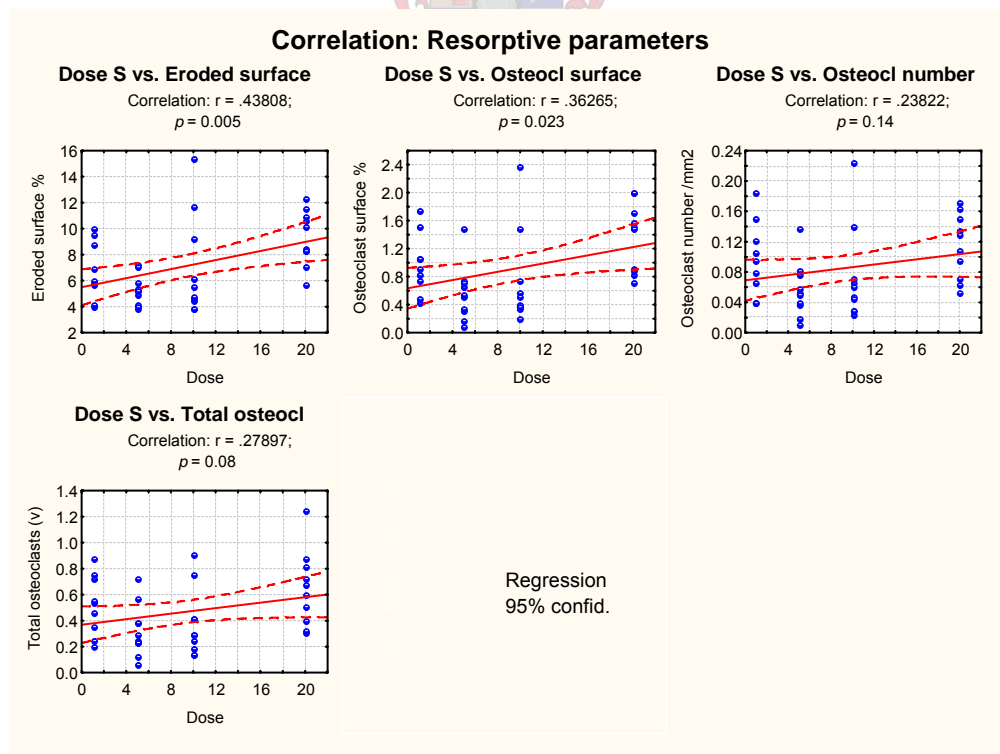 Correlation: Resorptive parameters
Dose S vs. Eroded surface
Correlation: r = .43808;
p = 0.005
Eroded surface %
16
14
12
10
8
6
4
2
0 4 8 12 16 20
Dose
Dose S vs. Osteocl surface
Correlation: r = .36265;
p = 0.023
Osteoclast surface %
2.4
2.0
1.6
1.2
0.8
0.4
0.0
0 4 8 12 16 20
Dose
Dose S vs. Osteocl number
Correlation: r = .23822;
p = 0.14
Osteoclast number /mm2
0.24
0.20
0.16
0.12
0.08
0.04
0.00
0 4 8 12 16 20
Dose
Dose S vs. Total osteocl
Correlation: r = .27897;
p = 0.08
Total osteoclasts (v)
1.4
1.2
1.0
0.8
0.6
0.4
0.2
0.0
0 4 8 12 16 20
Dose
Regression
95% confid.